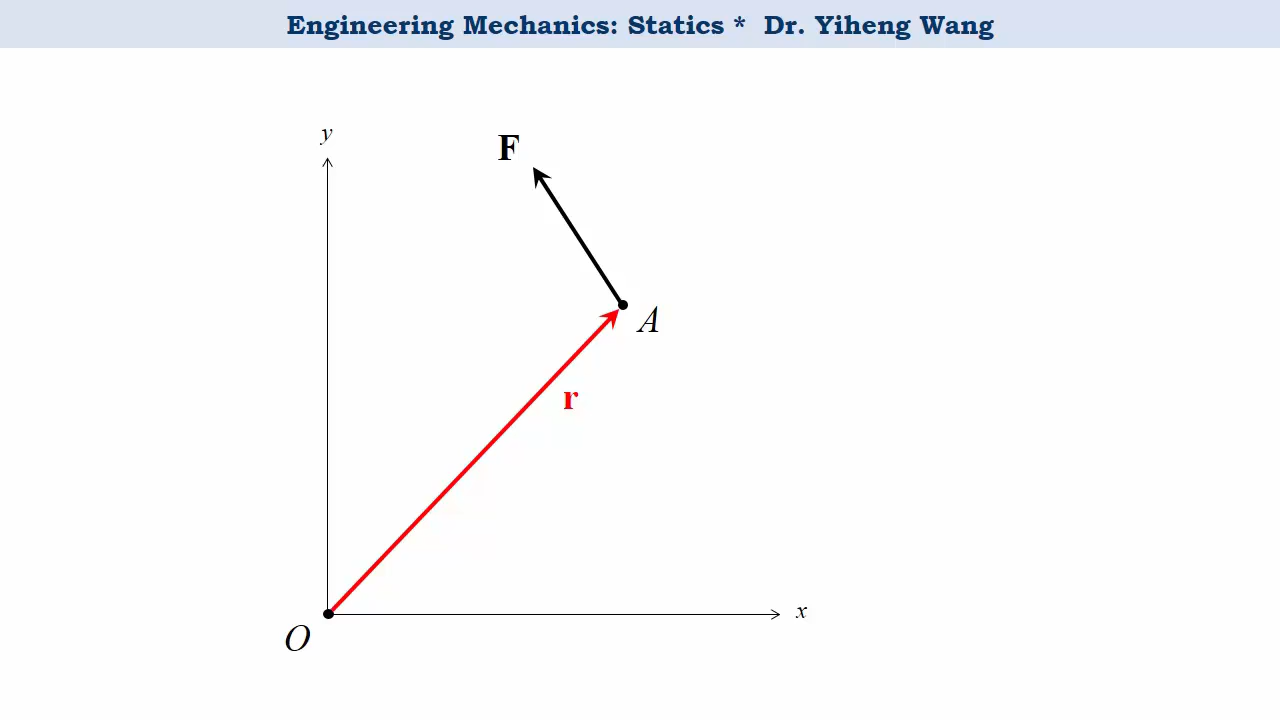 Engineering Mechanics: Statics * Dr. Yiheng Wang
y
F
A
r
x
O